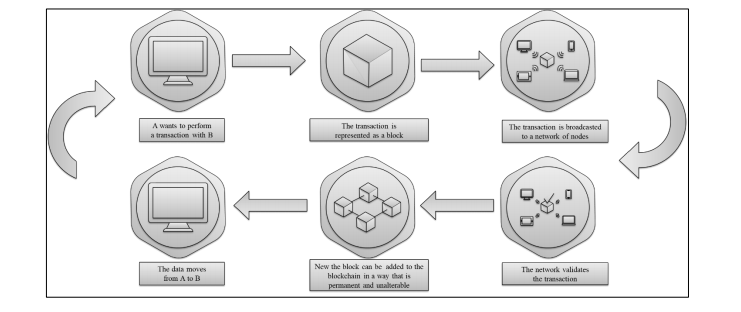 A wants to perform
a transaction with B
The transaction is
represented as a block
The transaction is broadcasted
to a network of nodes
The data moves
from A to B
New the block can be added to the
blockchain in a way that is
permanent and unalterable
The network validates
the transaction